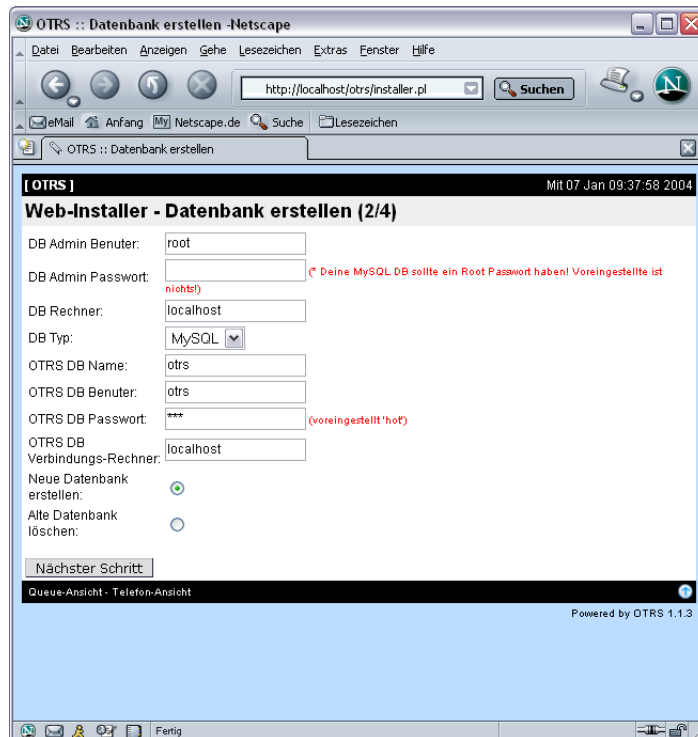 OTRS :: Datenbank erstellen -Netscape
Datei Bearbeiten Anzeigen Gehe Lesezeichen Extras Fenster Hilfe
http://localhost/otrs/installer.pl Suchen N
eMail Anfang My Netscape.de Suche Lesezeichen
OTRS :: Datenbank erstellen
[ OTRS ] Mit 07 Jan 09:37:58 2004
Web-Installer - Datenbank erstellen (2/4)
DB Admin Benuter: root
DB Admin Passwort: (* Deine MySQL DB sollte ein Root Passwort haben! Voreingestellte ist
nichts!)
DB Rechner: localhost
DB Typ: MySQL
OTRS DB Name: otrs
OTRS DB Benuter: otrs
OTRS DB Passwort: *** (voreingestellt 'hot')
OTRS DB
Verbindungs-Rechner: localhost
Neue Datenbank
erstellen:
Alte Datenbank
löschen:
Nächster Schritt
Queue-Ansicht - Telefon-Ansicht
Powered by OTRS 1.1.3
Fertig